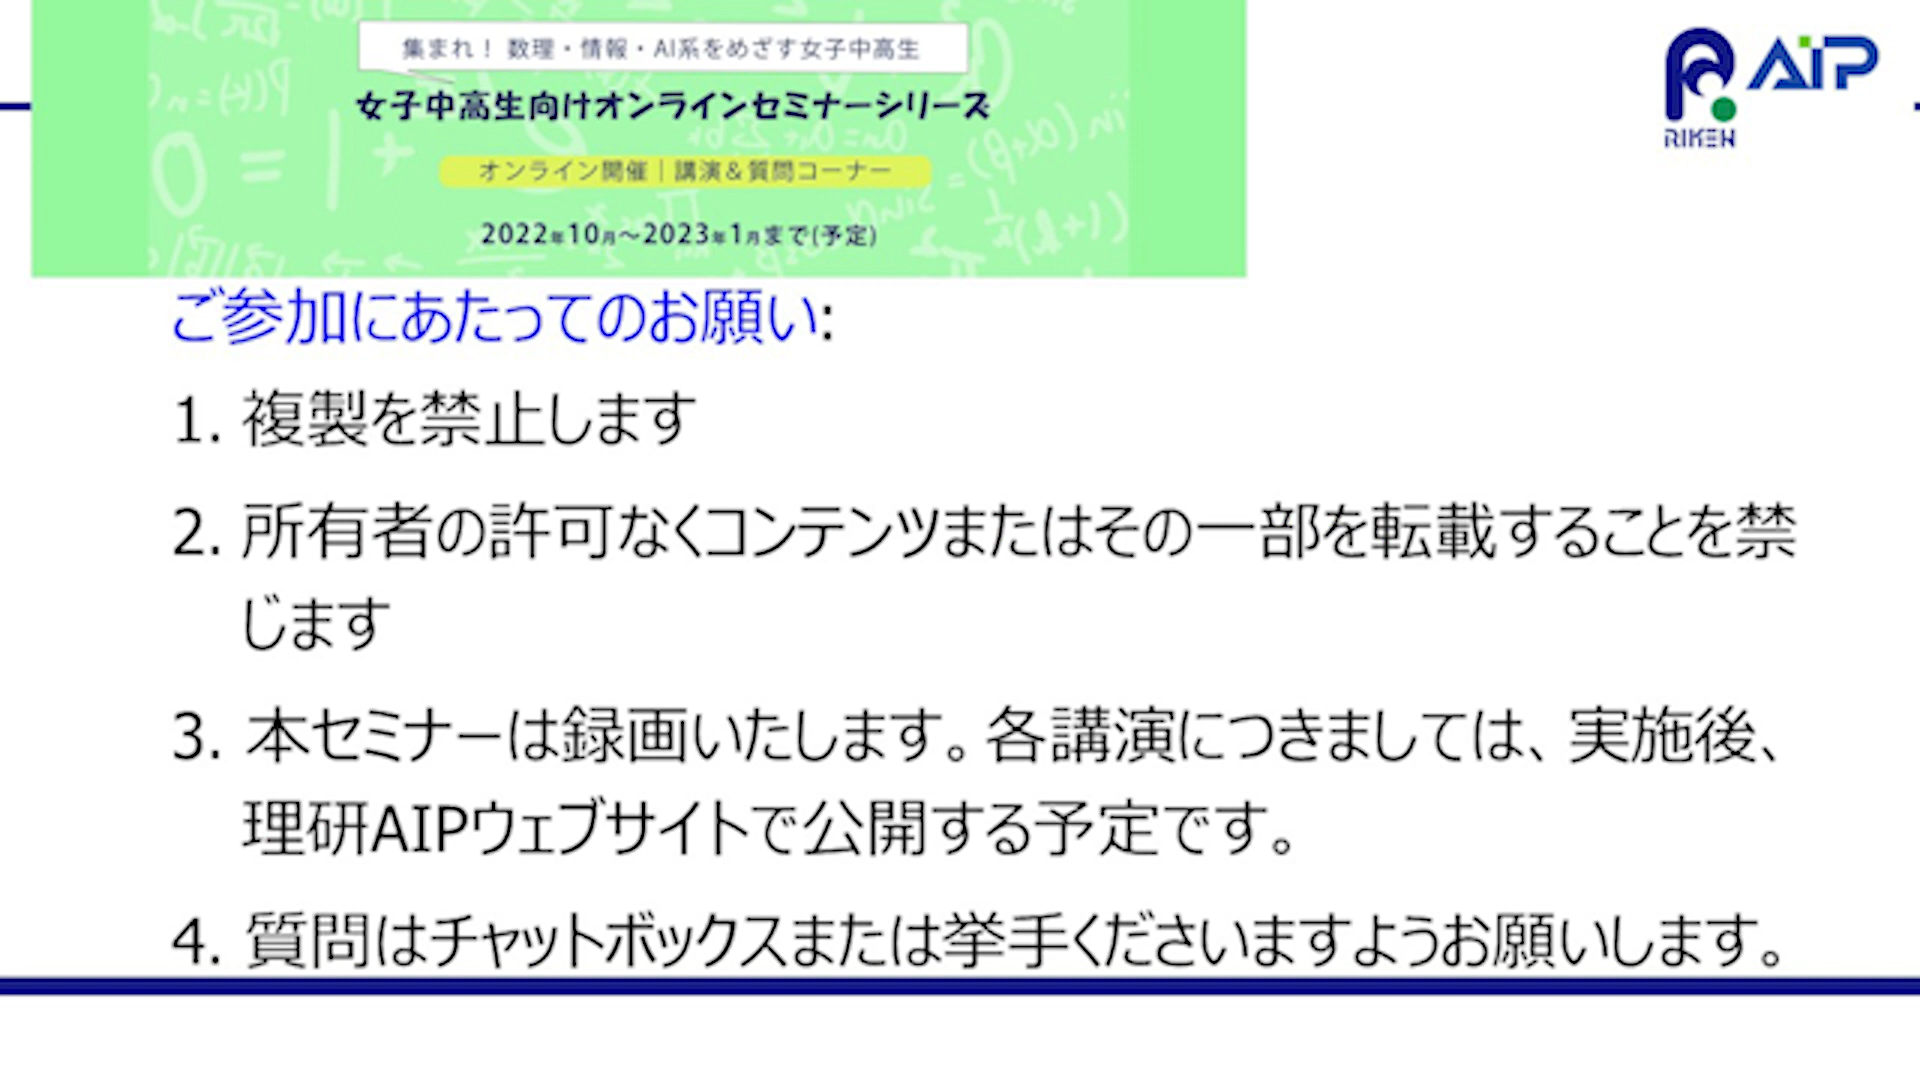 集まれ！ 数理・情報・AI系をめざす女子中高生
女子中高生向けオンラインセミナーシリーズ
オンライン開催｜講演＆質問コーナー
2022年10月～2023年1月まで(予定)
RIKEN
AIP
ご参加にあたってのお願い:
1. 複製を禁止します
2. 所有者の許可なくコンテンツまたはその一部を転載することを禁
じます
3. 本セミナーは録画いたします。各講演につきましては、実施後、
理研AIPウェブサイトで公開する予定です。
4. 質問はチャットボックスまたは挙手くださいますようお願いします。